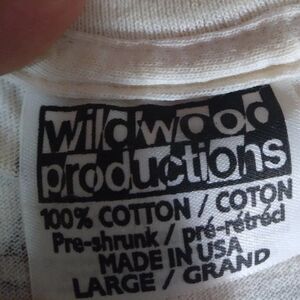 wildwood
productions
100% COTTON / COTON
Pre-shrunk / pré-rétréci
MADE IN USA
LARGE / GRAND